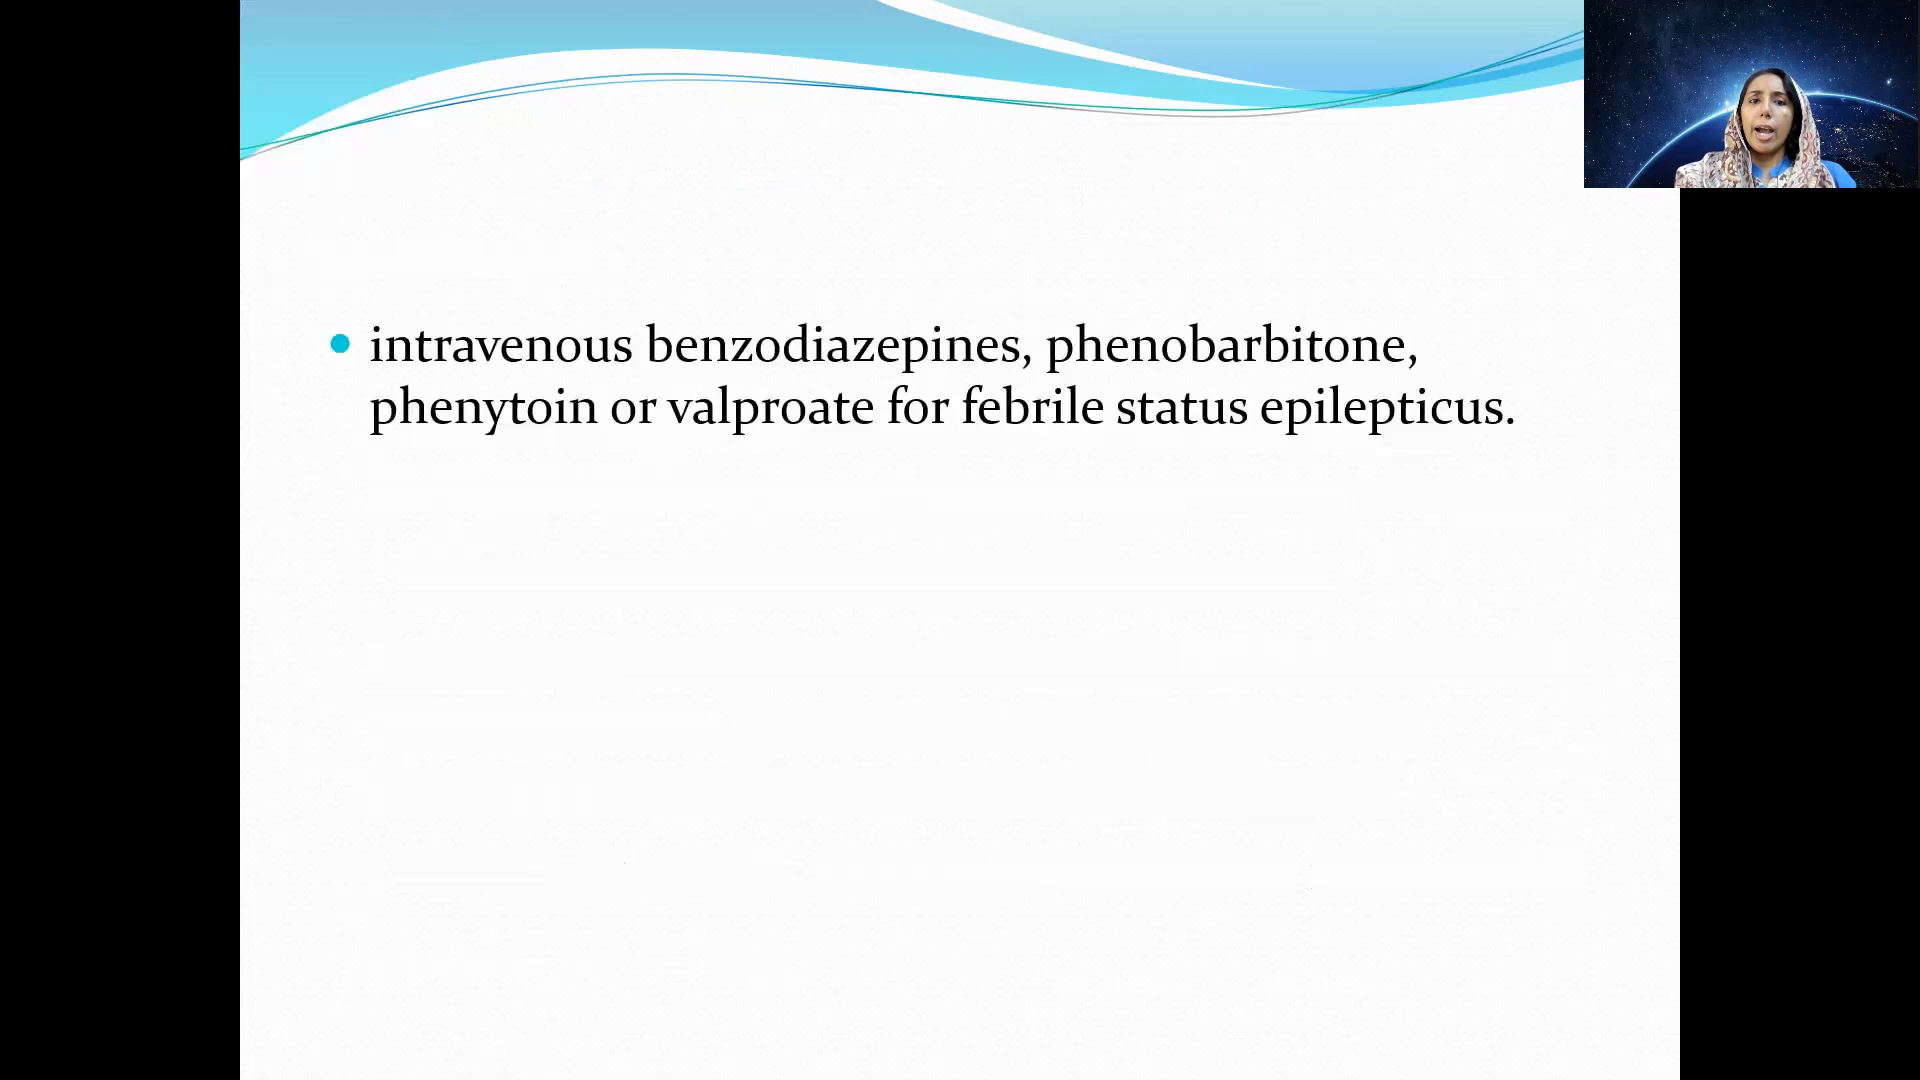 intravenous benzodiazepines, phenobarbitone,
phenytoin or valproate for febrile status epilepticus.